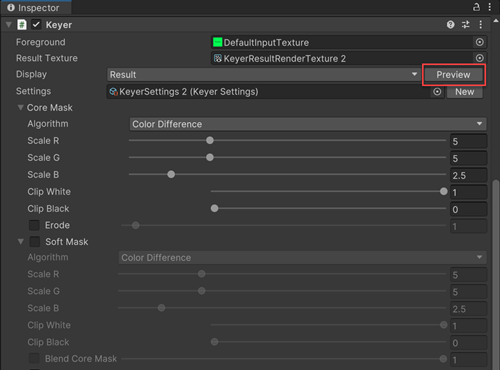 Inspector
Keyer
Foreground DefaultInputTexture
Result Texture KeyerResultRenderTexture 2
Display Result Preview
Settings KeyerSettings 2 (Keyer Settings) New
Core Mask
Algorithm Color Difference
Scale R 5
Scale G 5
Scale B 2.5
Clip White 1
Clip Black 0
Erode 1
Soft Mask
Algorithm Color Difference
Scale R 5
Scale G 5
Scale B 2.5
Clip White 1
Clip Black 0
Blend Core Mask 1